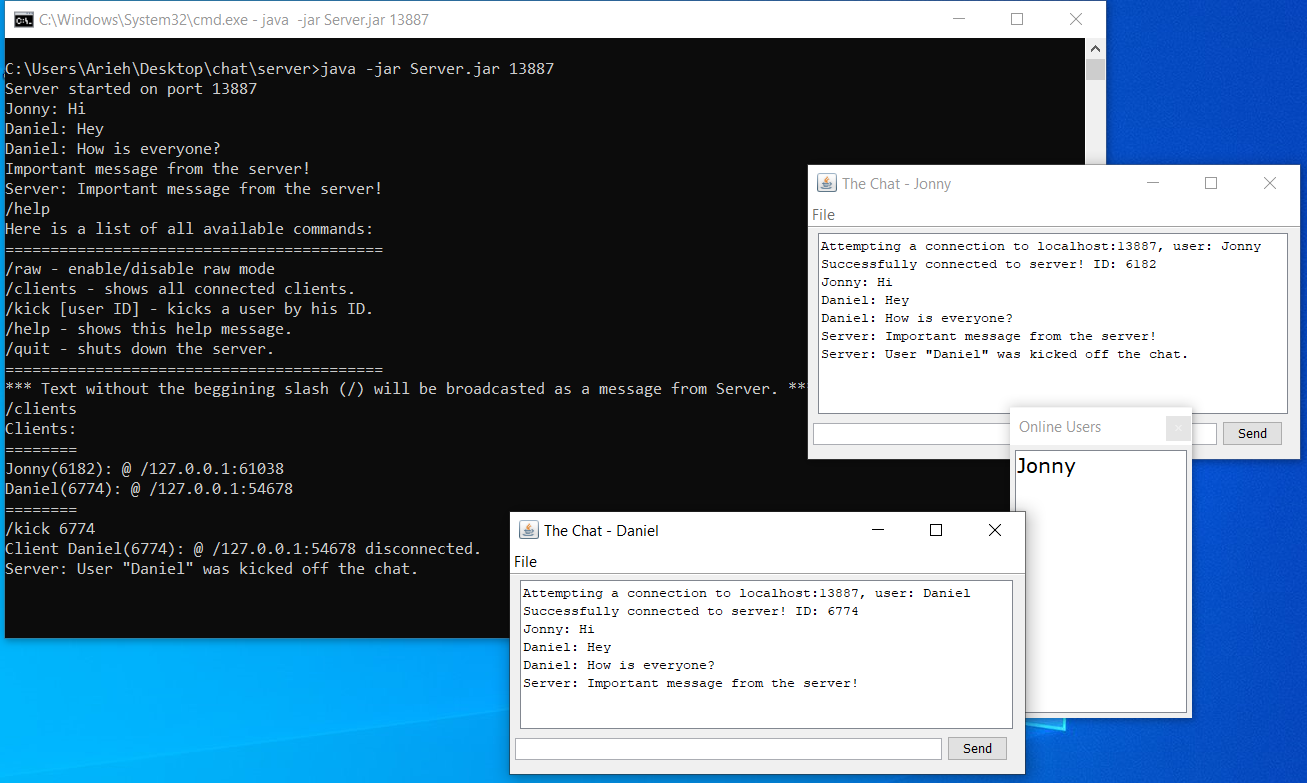 C:\Windows\System32\cmd.exe - java  -jar Server.jar 13887
C:\Users\Arieh\Desktop\chat\server>java -jar Server.jar 13887
Server started on port 13887
Jonny: Hi
Daniel: Hey
Daniel: How is everyone?
Important message from the server!
Server: Important message from the server!
/help
Here is a list of all available commands:
==========================================
/raw - enable/disable raw mode
/clients - shows all connected clients.
/kick [user ID] - kicks a user by his ID.
/help - shows this help message.
/quit - shuts down the server.
==========================================
*** Text without the beggining slash (/) will be broadcasted as a message from Server. **
/clients
Clients:
========
Jonny(6182): @ /127.0.0.1:61038
Daniel(6774): @ /127.0.0.1:54678
========
/kick 6774
Client Daniel(6774): @ /127.0.0.1:54678 disconnected.
Server: User "Daniel" was kicked off the chat.
The Chat - Jonny
File
Attempting a connection to localhost:13887, user: Jonny
Successfully connected to server! ID: 6182
Jonny: Hi
Daniel: Hey
Daniel: How is everyone?
Server: Important message from the server!
Server: User "Daniel" was kicked off the chat.
Send
Online Users
Jonny
The Chat - Daniel
File
Attempting a connection to localhost:13887, user: Daniel
Successfully connected to server! ID: 6774
Jonny: Hi
Daniel: Hey
Daniel: How is everyone?
Server: Important message from the server!
Send